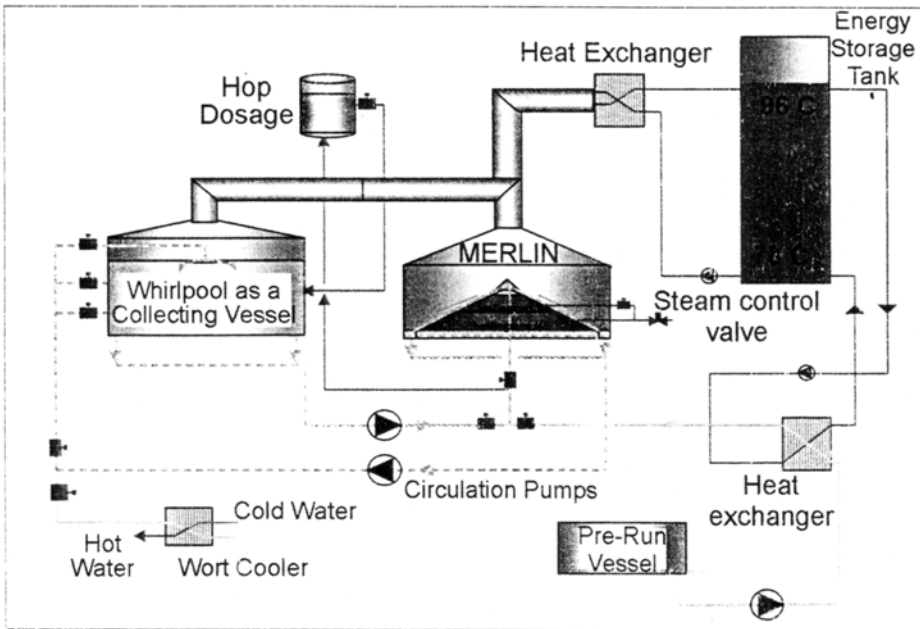 Energy
Storage
Tank
Heat Exchanger
Hop
Dosage
96 C
MERLIN
Whirlpool as a
Collecting Vessel
Steam control
valve
Circulation Pumps
Heat
exchanger
Cold Water
Hot
Water
Wort Cooler
Pre-Run
Vessel